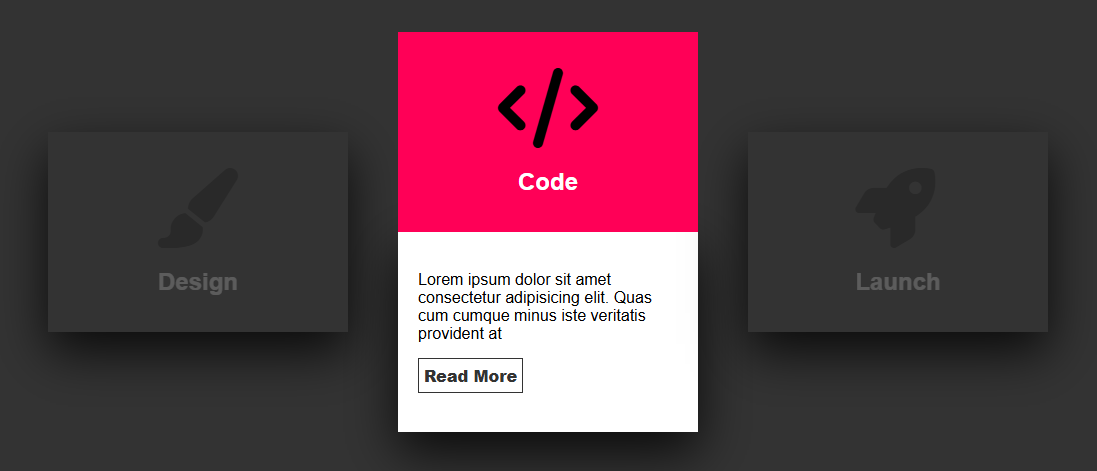 Design
Code
Lorem ipsum dolor sit amet
consectetur adipisicing elit. Quas
cum cumque minus iste veritatis
provident at
Read More
Launch